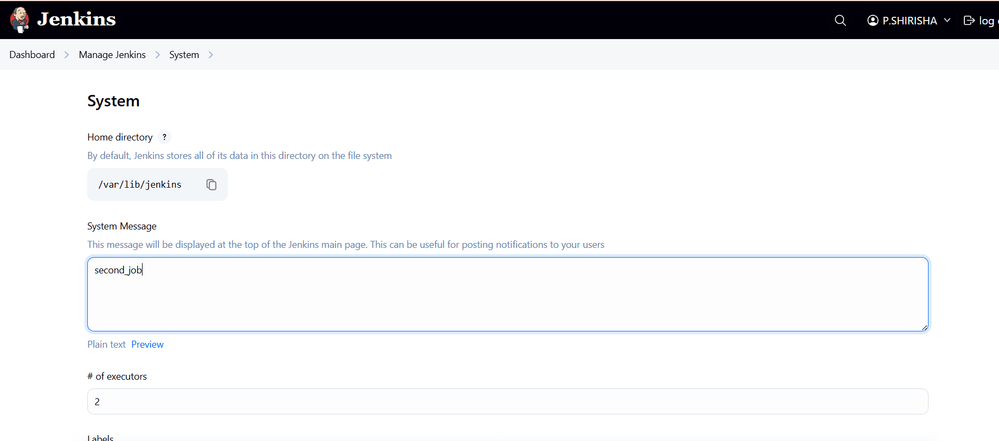 Jenkins
P.SHIRISHA
log
Dashboard > Manage Jenkins > System >
System
Home directory ?
By default, Jenkins stores all of its data in this directory on the file system
/var/lib/jenkins
System Message
This message will be displayed at the top of the Jenkins main page. This can be useful for posting notifications to your users
second_job
Plain text Preview
# of executors
2
Labels